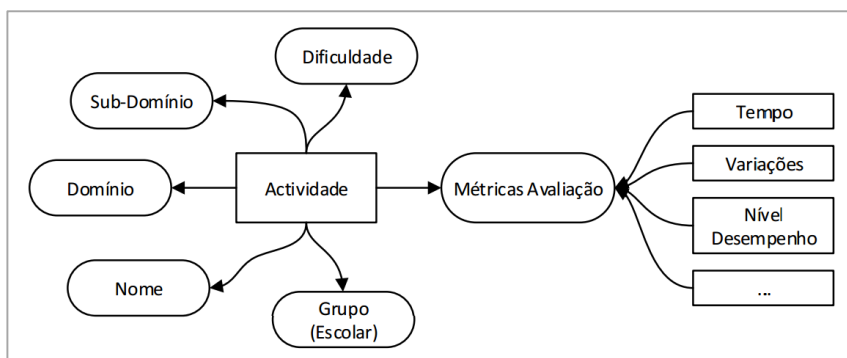 Dificuldade
Sub-Domínio
Tempo
Variações
Domínio
Actividade
Métricas Avaliação
Nível
Desempenho
Nome
Grupo
(Escolar)
...